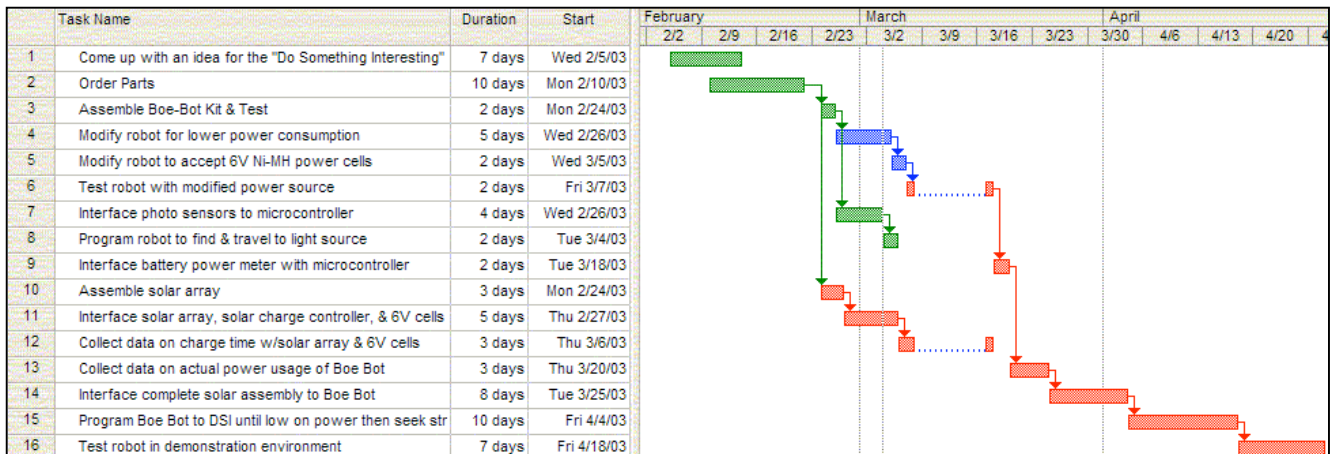 Task Name Duration Start February March April
2/2 2/9 2/16 2/23 3/2 3/9 3/16 3/23 3/30 4/6 4/13 4/20 4
1 Come up with an idea for the "Do Something Interesting" 7 days Wed 2/5/03
2 Order Parts 10 days Mon 2/10/03
3 Assemble Boe-Bot Kit & Test 2 days Mon 2/24/03
4 Modify robot for lower power consumption 5 days Wed 2/26/03
5 Modify robot to accept 6V Ni-MH power cells 2 days Wed 3/5/03
6 Test robot with modified power source 2 days Fri 3/7/03
7 Interface photo sensors to microcontroller 4 days Wed 2/26/03
8 Program robot to find & travel to light source 2 days Tue 3/4/03
9 Interface battery power meter with microcontroller 2 days Tue 3/18/03
10 Assemble solar array 3 days Mon 2/24/03
11 Interface solar array, solar charge controller, & 6V cells 5 days Thu 2/27/03
12 Collect data on charge time w/solar array & 6V cells 3 days Thu 3/6/03
13 Collect data on actual power usage of Boe Bot 3 days Thu 3/20/03
14 Interface complete solar assembly to Boe Bot 8 days Tue 3/25/03
15 Program Boe Bot to DSI until low on power then seek str 10 days Fri 4/4/03
16 Test robot in demonstration environment 7 days Fri 4/18/03